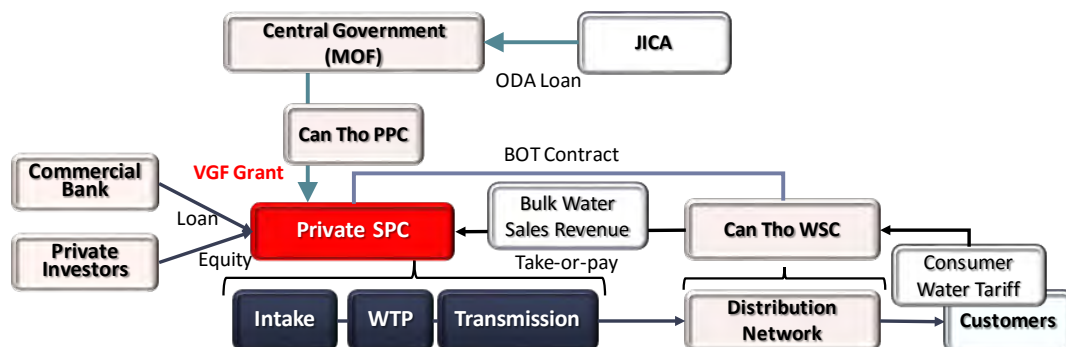 Central Government
(MOF)
JICA
ODA Loan
Can Tho PPC
BOT Contract
Commercial
Bank
VGF Grant
Loan
Private SPC
Bulk Water
Sales Revenue
Can Tho WSC
Private
Investors
Equity
Take-or-pay
Consumer
Water Tariff
Intake
WTP
Transmission
Distribution
Network
Customers